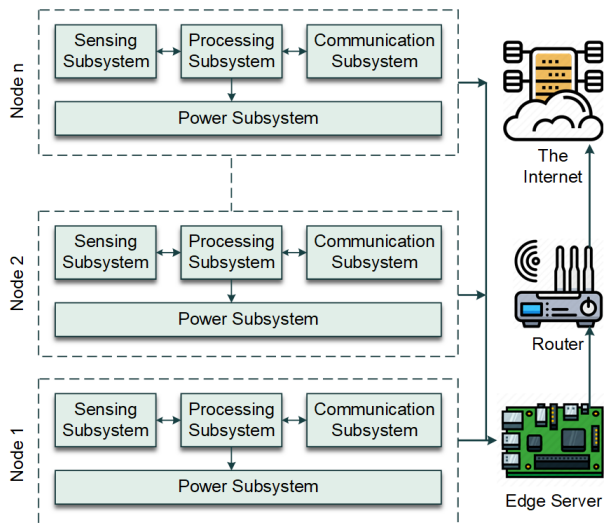 Node n
Sensing
Subsystem
Processing
Subsystem
Communication
Subsystem
Power Subsystem
The
Internet
Node 2
Sensing
Subsystem
Processing
Subsystem
Communication
Subsystem
Power Subsystem
Router
Node 1
Sensing
Subsystem
Processing
Subsystem
Communication
Subsystem
Power Subsystem
Edge Server